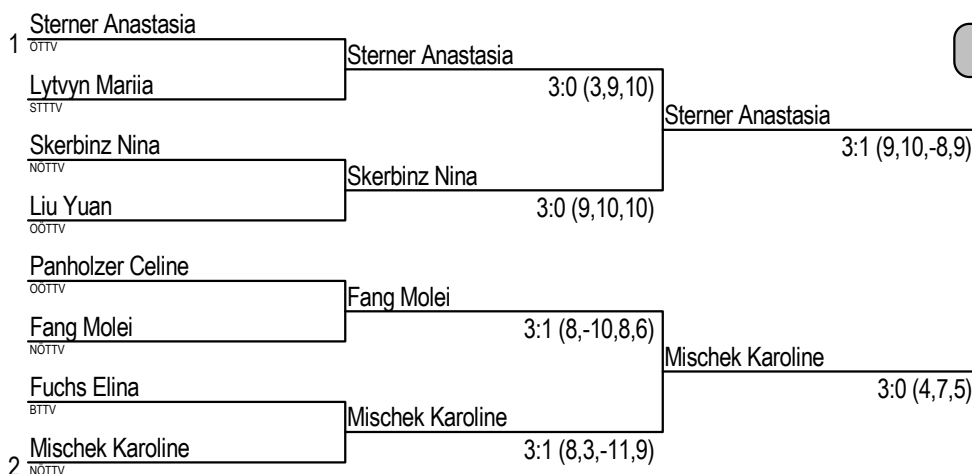 Sterner Anastasia
1
ÖTTV
Sterner Anastasia
Lytvyn Mariia
3:0 (3,9,10)
STTTV
Sterner Anastasia
Skerbinz Nina
3:1 (9,10,-8,9)
NÖTTV
Skerbinz Nina
Liu Yuan
3:0 (9,10,10)
OÖTTV
Panholzer Celine
OÖTTV
Fang Molei
Fang Molei
3:1 (8,-10,8,6)
NÖTTV
Mischek Karoline
Fuchs Elina
3:0 (4,7,5)
BTTV
Mischek Karoline
Mischek Karoline
3:1 (8,3,-11,9)
2
NÖTTV